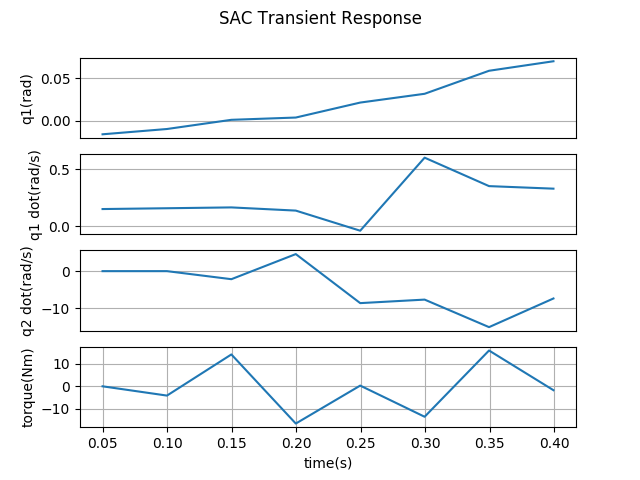 SAC Transient Response
q1(rad)
0.05
0.00
q1 dot(rad/s)
0.5
0.0
q2 dot(rad/s)
0
−10
torque(Nm)
10
0
−10
0.05 0.10 0.15 0.20 0.25 0.30 0.35 0.40
time(s)